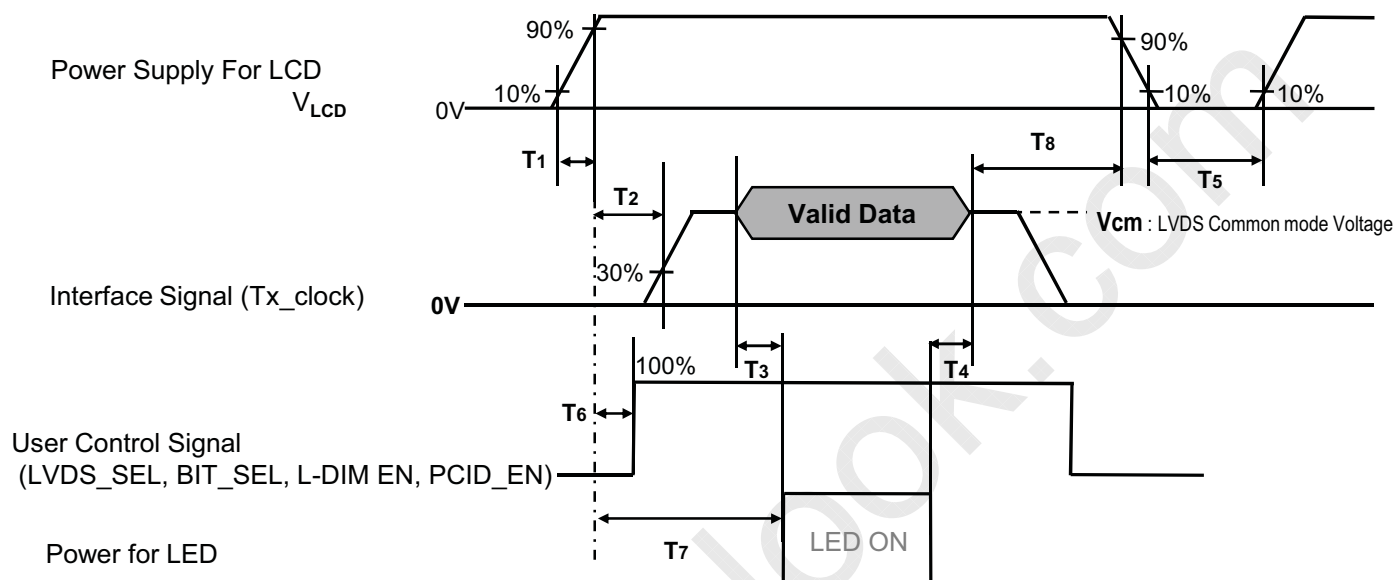 90%
90%
Power Supply For LCD
VLCD
10%
10%
10%
0V
T1
T8
T5
T2
Valid Data
Vcm : LVDS Common mode Voltage
30%
Interface Signal (Tx_clock)
0V
100%
T3
T4
T6
User Control Signal
(LVDS_SEL, BIT_SEL, L-DIM EN, PCID_EN)
T7
LED ON
Power for LED
look.com